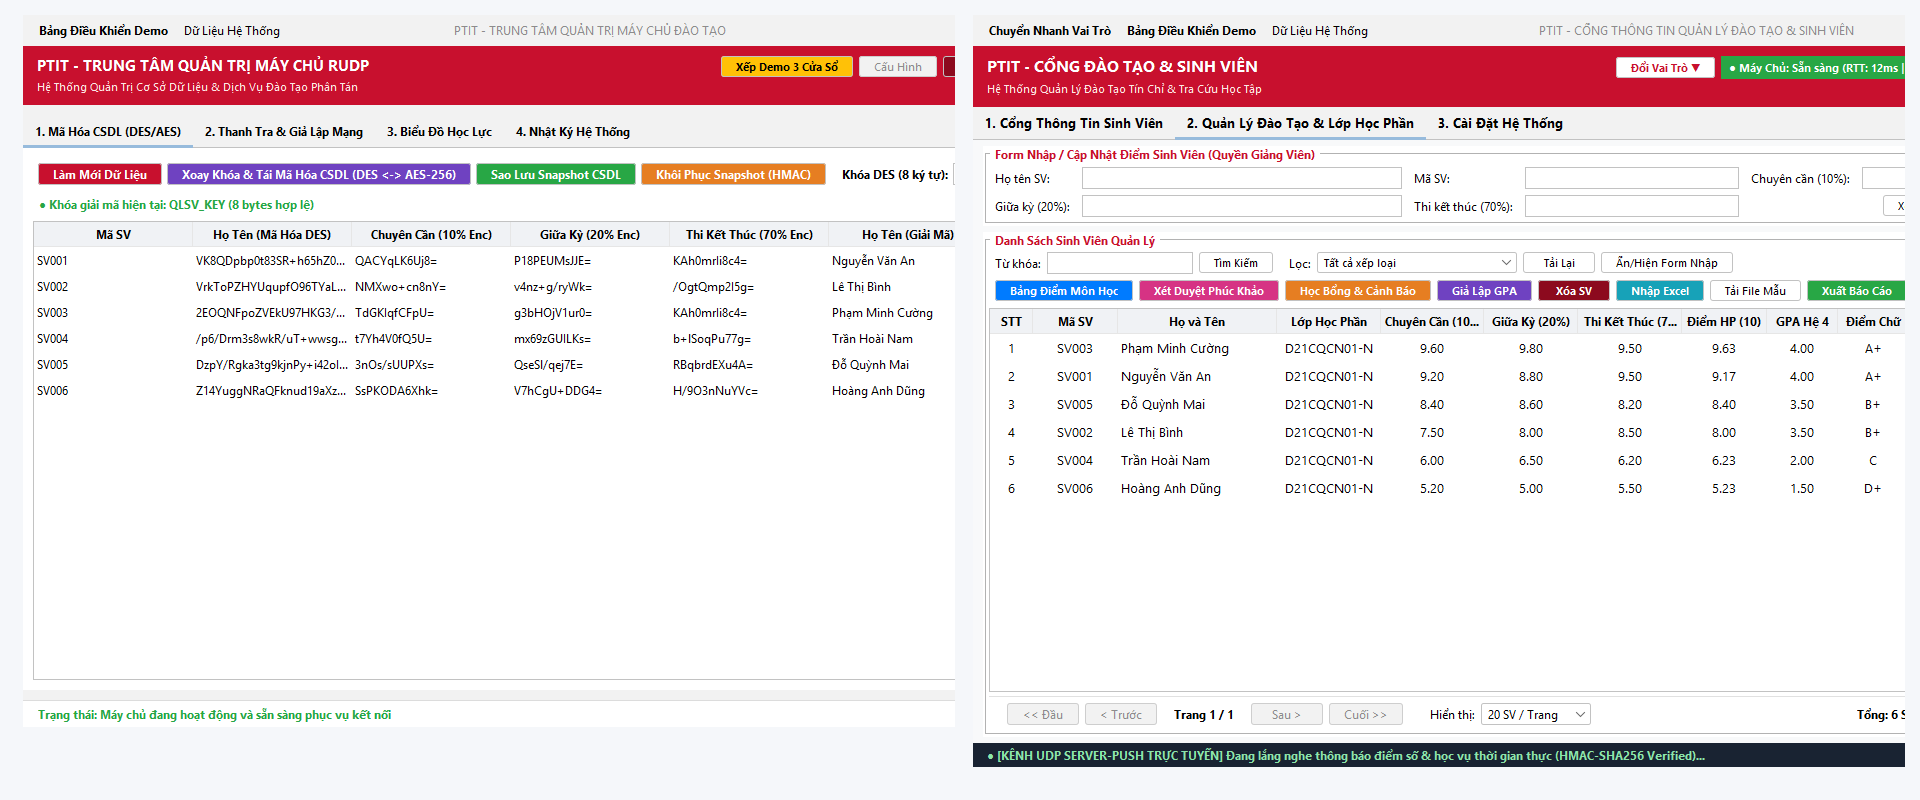 Bảng Điều Khiển Demo Dữ Liệu Hệ Thống PTIT - TRUNG TÂM QUẢN TRỊ MÁY CHỦ ĐÀO TẠO
PTIT - TRUNG TÂM QUẢN TRỊ MÁY CHỦ RUDP Xếp Demo 3 Cửa Sổ Cấu Hình
Hệ Thống Quản Trị Cơ Sở Dữ Liệu & Dịch Vụ Đào Tạo Phân Tán
1. Mã Hóa CSDL (DES/AES) 2. Thanh Tra & Giả Lập Mạng 3. Biểu Đồ Học Lực 4. Nhật Ký Hệ Thống
Làm Mới Dữ Liệu Xoay Khóa & Tái Mã Hóa CSDL (DES <-> AES-256) Sao Lưu Snapshot CSDL Khôi Phục Snapshot (HMAC) Khóa DES (8 ký tự):
● Khóa giải mã hiện tại: QLSV_KEY (8 bytes hợp lệ)
Mã SV Họ Tên (Mã Hóa DES) Chuyên Cần (10% Enc) Giữa Kỳ (20% Enc) Thi Kết Thúc (70% Enc) Họ Tên (Giải Mã)
SV001 VK8QDpbp0t83SR+h65hZ0... QACYqLK6Uj8= P18PEUMsJJE= KAh0mrli8c4= Nguyễn Văn An
SV002 VrkToPZHYUqupfO96TYaL... NMXwo+cn8nY= v4nz+g/ryWk= /OgtQmp2I5g= Lê Thị Bình
SV003 2EOQNFpoZVEkU97HKG3/... TdGKlqfCFpU= g3bHOjV1ur0= KAh0mrli8c4= Phạm Minh Cường
SV004 /p6/Drm3s8wkR/uT+wwsg... t7Yh4V0fQ5U= mx69zGUILKs= b+ISoqPu77g= Trần Hoài Nam
SV005 DzpY/Rgka3tg9kjnPy+i42ol... 3nOs/sUUPXs= QseSI/qej7E= RBqbrdEXu4A= Đỗ Quỳnh Mai
SV006 Z14YuggNRaQFknud19aXz... SsPKODA6Xhk= V7hCgU+DDG4= H/9O3nNuYVc= Hoàng Anh Dũng
Trạng thái: Máy chủ đang hoạt động và sẵn sàng phục vụ kết nối
Chuyển Nhanh Vai Trò Bảng Điều Khiển Demo Dữ Liệu Hệ Thống PTIT - CỔNG THÔNG TIN QUẢN LÝ ĐÀO TẠO & SINH VIÊN
PTIT - CỔNG ĐÀO TẠO & SINH VIÊN Đổi Vai Trò ▼ ● Máy Chủ: Sẵn sàng (RTT: 12ms |
Hệ Thống Quản Lý Đào Tạo Tín Chỉ & Tra Cứu Học Tập
1. Cổng Thông Tin Sinh Viên 2. Quản Lý Đào Tạo & Lớp Học Phần 3. Cài Đặt Hệ Thống
Form Nhập / Cập Nhật Điểm Sinh Viên (Quyền Giảng Viên)
Họ tên SV: Mã SV: Chuyên cần (10%):
Giữa kỳ (20%): Thi kết thúc (70%): X
Danh Sách Sinh Viên Quản Lý
Từ khóa: Tìm Kiếm Lọc: Tất cả xếp loại Tải Lại Ẩn/Hiện Form Nhập
Bảng Điểm Môn Học Xét Duyệt Phúc Khảo Học Bổng & Cảnh Báo Giả Lập GPA Xóa SV Nhập Excel Tải File Mẫu Xuất Báo Cáo
STT Mã SV Họ và Tên Lớp Học Phần Chuyên Cần (10... Giữa Kỳ (20%) Thi Kết Thúc (7... Điểm HP (10) GPA Hệ 4 Điểm Chữ
1 SV003 Phạm Minh Cường D21CQCN01-N 9.60 9.80 9.50 9.63 4.00 A+
2 SV001 Nguyễn Văn An D21CQCN01-N 9.20 8.80 9.50 9.17 4.00 A+
3 SV005 Đỗ Quỳnh Mai D21CQCN01-N 8.40 8.60 8.20 8.40 3.50 B+
4 SV002 Lê Thị Bình D21CQCN01-N 7.50 8.00 8.50 8.00 3.50 B+
5 SV004 Trần Hoài Nam D21CQCN01-N 6.00 6.50 6.20 6.23 2.00 C
6 SV006 Hoàng Anh Dũng D21CQCN01-N 5.20 5.00 5.50 5.23 1.50 D+
<< Đầu < Trước Trang 1 / 1 Sau > Cuối >> Hiển thị: 20 SV / Trang Tổng: 6 S
● [KÊNH UDP SERVER-PUSH TRỰC TUYẾN] Đang lắng nghe thông báo điểm số & học vụ thời gian thực (HMAC-SHA256 Verified)...